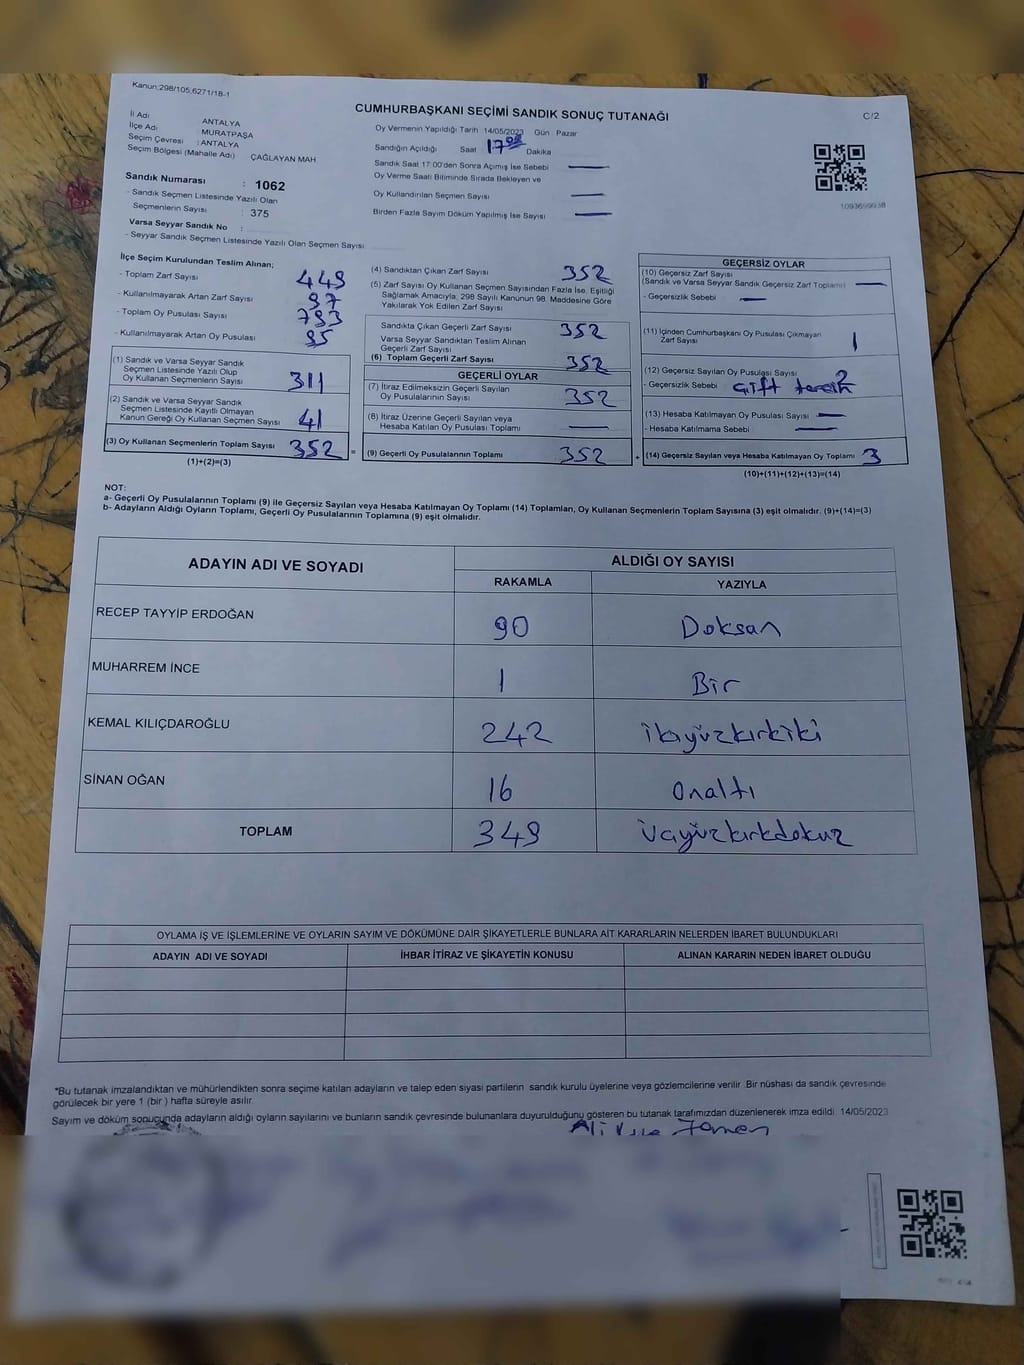 Kanun:298/105,6271/18-1
CUMHURBAŞKANI SEÇİMİ SANDIK SONUÇ TUTANAĞI
C/2
İl Adı ANTALYA
İlçe Adı MURATPAŞA
Seçim Çevresi : ANTALYA
Seçim Bölgesi (Mahalle Adı) ÇAĞLAYAN MAH
Sandık Numarası : 1062
- Sandık Seçmen Listesinde Yazılı Olan
Seçmenlerin Sayısı : 375
Varsa Seyyar Sandık No :
- Seyyar Sandık Seçmen Listesinde Yazılı Olan Seçmen Sayısı
Oy Vermenin Yapıldığı Tarih 14/05/2023 Gün Pazar
Sandığın Açıldığı Saat 17 Dakika
Sandık Saat 17:00'den Sonra Açımış İse Sebebi
Oy Verme Saati Bitiminde Sırada Bekleyen ve
Oy Kullandırılan Seçmen Sayısı
Birden Fazla Sayım Döküm Yapılmış İse Sayısı
1093699938
İlçe Seçim Kurulundan Teslim Alınan;
- Toplam Zarf Sayısı 449
- Kullanılmayarak Artan Zarf Sayısı 97
- Toplam Oy Pusulası Sayısı
- Kullanılmayarak Artan Oy Pusulası
(1) Sandık ve Varsa Seyyar Sandık
Seçmen Listesinde Yazılı Olup
Oy Kullanan Seçmenlerin Sayısı 311
(2) Sandık ve Varsa Seyyar Sandık
Seçmen Listesinde Kayıtlı Olmayan
Kanun Gereği Oy Kullanan Seçmen Sayısı 41
(3) Oy Kullanan Seçmenlerin Toplam Sayısı 352 =
(1)+(2)=(3)
(4) Sandıktan Çıkan Zarf Sayısı 352
(5) Zarf Sayısı Oy Kullanan Seçmen Sayısından Fazla İse, Eşitliği
Sağlamak Amacıyla; 298 Sayılı Kanunun 98. Maddesine Göre
Yakılarak Yok Edilen Zarf Sayısı
Sandıkta Çıkan Geçerli Zarf Sayısı 352
Varsa Seyyar Sandıktan Teslim Alınan
Geçerli Zarf Sayısı
(6) Toplam Geçerli Zarf Sayısı 352
GEÇERLİ OYLAR
(7) İtiraz Edilmeksizin Geçerli Sayılan
Oy Pusulalarının Sayısı 352
(8) İtiraz Üzerine Geçerli Sayılan veya
Hesaba Katılan Oy Pusulası Toplamı
(9) Geçerli Oy Pusulalarının Toplamı 352 +
GEÇERSİZ OYLAR
(10) Geçersiz Zarf Sayısı
(Sandık ve Varsa Seyyar Sandık Geçersiz Zarf Toplamı)
- Geçersizlik Sebebi
(11) İçinden Cumhurbaşkanı Oy Pusulası Çıkmayan
Zarf Sayısı 1
(12) Geçersiz Sayılan Oy Pusulası Sayısı 2
- Geçersizlik Sebebi Çift tercih
(13) Hesaba Katılmayan Oy Pusulası Sayısı
- Hesaba Katılmama Sebebi
(14) Geçersiz Sayılan veya Hesaba Katılmayan Oy Toplamı 3
(10)+(11)+(12)+(13)=(14)
NOT:
a- Geçerli Oy Pusulalarının Toplamı (9) ile Geçersiz Sayılan veya Hesaba Katılmayan Oy Toplamı (14) Toplamları, Oy Kullanan Seçmenlerin Toplam Sayısına (3) eşit olmalıdır. (9)+(14)=(3)
b- Adayların Aldığı Oyların Toplamı, Geçerli Oy Pusulalarının Toplamına (9) eşit olmalıdır.
ADAYIN ADI VE SOYADI
ALDIĞI OY SAYISI
RAKAMLA YAZIYLA
RECEP TAYYİP ERDOĞAN 90 Doksan
MUHARREM İNCE 1 Bir
KEMAL KILIÇDAROĞLU 242 ikiyüzkırkiki
SİNAN OĞAN 16 Onaltı
TOPLAM 349 üçyüzkırkdokuz
OYLAMA İŞ VE İŞLEMLERİNE VE OYLARIN SAYIM VE DÖKÜMÜNE DAİR ŞİKAYETLERLE BUNLARA AİT KARARLARIN NELERDEN İBARET BULUNDUKLARI
ADAYIN ADI VE SOYADI İHBAR İTİRAZ VE ŞİKAYETİN KONUSU ALINAN KARARIN NEDEN İBARET OLDUĞU
*Bu tutanak imzalandıktan ve mühürlendikten sonra seçime katılan adayların ve talep eden siyasi partilerin sandık kurulu üyelerine veya gözlemcilerine verilir. Bir nüshası da sandık çevresinde
görülecek bir yere 1 (bir) hafta süreyle asılır.
Sayım ve döküm sonucunda adayların aldığı oyların sayılarını ve bunların sandık çevresinde bulunanlara duyurulduğunu gösteren bu tutanak tarafımızdan düzenlenerek imza edildi. 14/05/2023